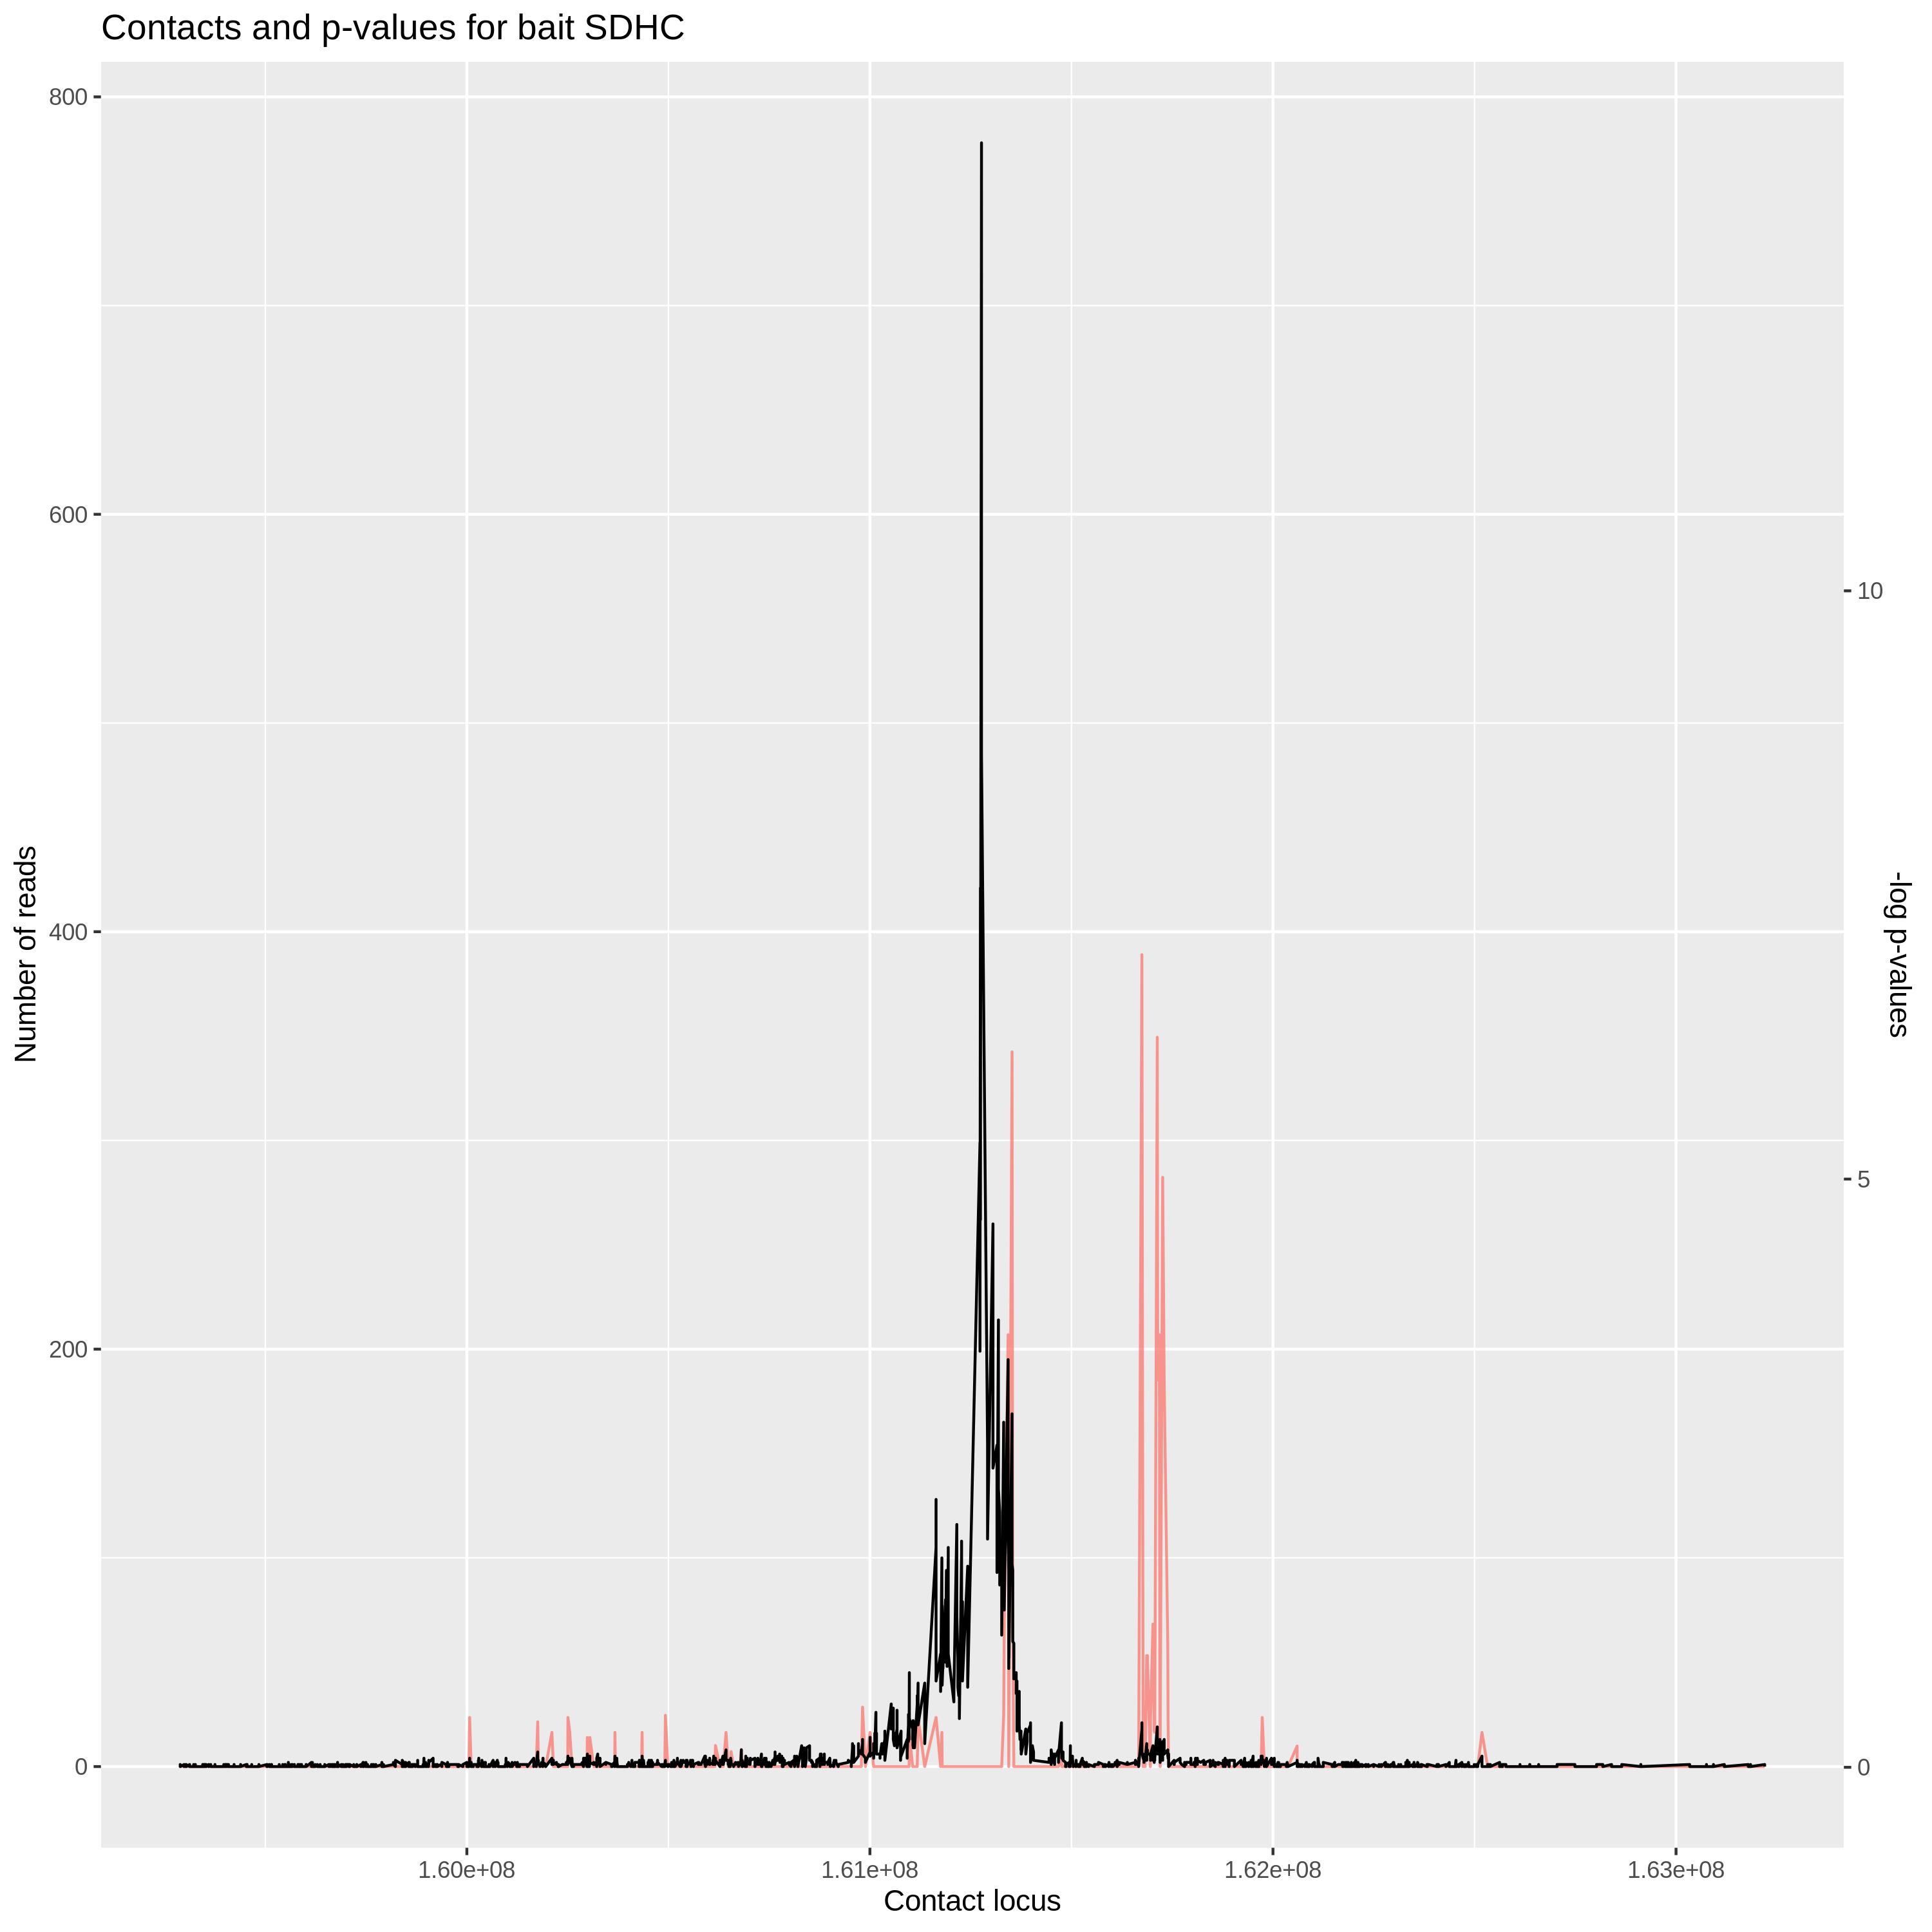 Contacts and p-values for bait SDHC
800
600
400
200
0
Number of reads
10
5
0
-log p-values
1.60e+08
1.61e+08
1.62e+08
1.63e+08
Contact locus